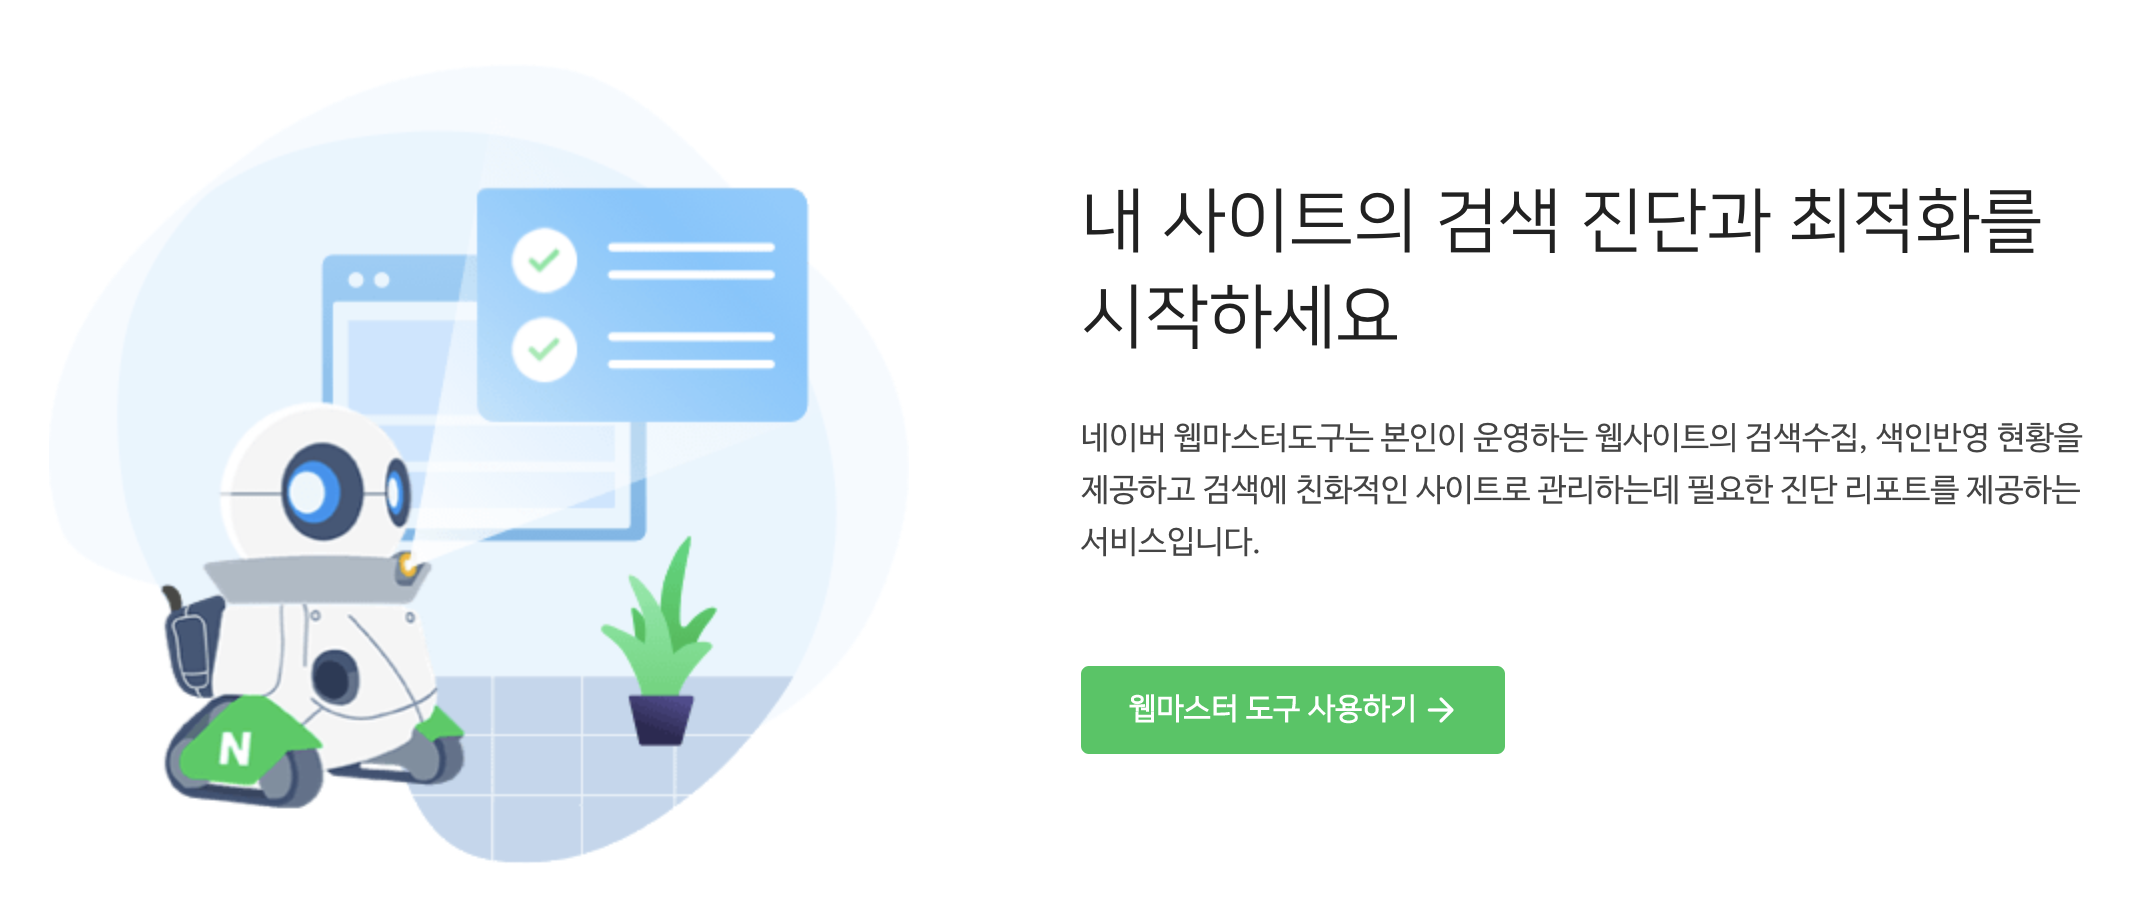 내 사이트의 검색 진단과 최적화를
시작하세요
네이버 웹마스터도구는 본인이 운영하는 웹사이트의 검색수집, 색인반영 현황을
제공하고 검색에 친화적인 사이트로 관리하는데 필요한 진단 리포트를 제공하는
서비스입니다.
웹마스터 도구 사용하기 →
N